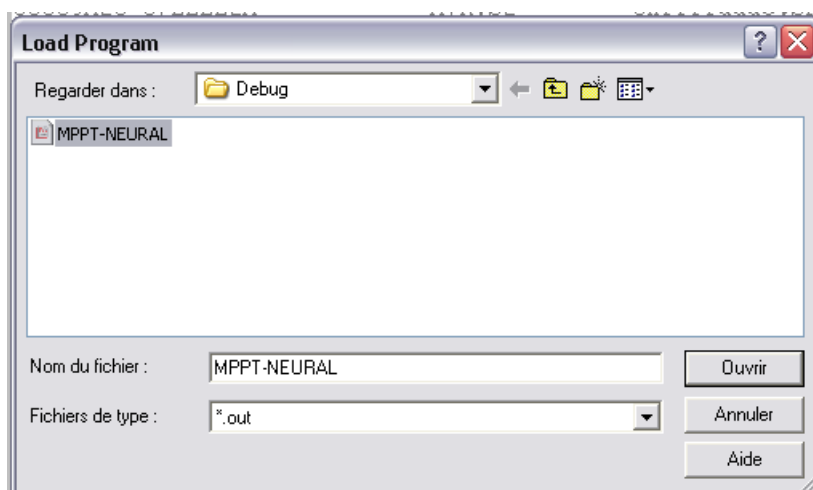 Load Program
Regarder dans :
Debug
MPPT-NEURAL
Nom du fichier :
MPPT-NEURAL
Ouvrir
Fichiers de type :
*.out
Annuler
Aide